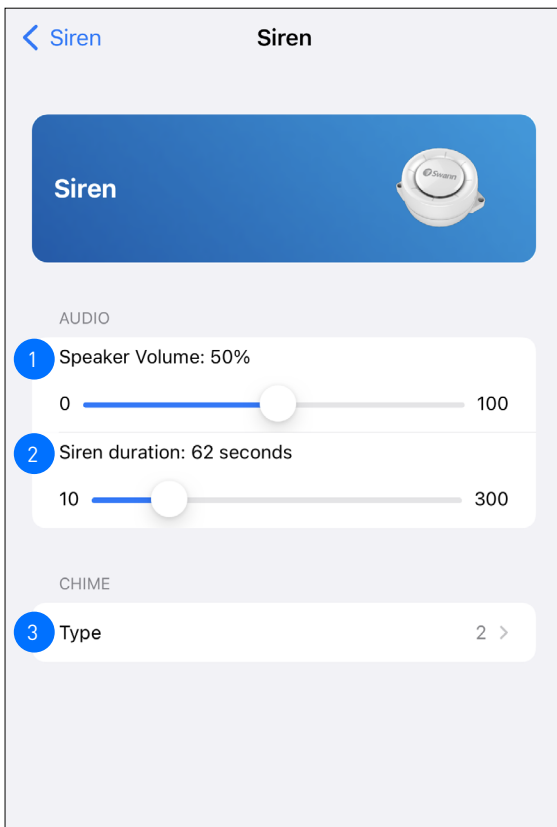 Siren
Siren
Siren
Swann
AUDIO
1
Speaker Volume: 50%
0 100
2
Siren duration: 62 seconds
10 300
CHIME
3
Type 2